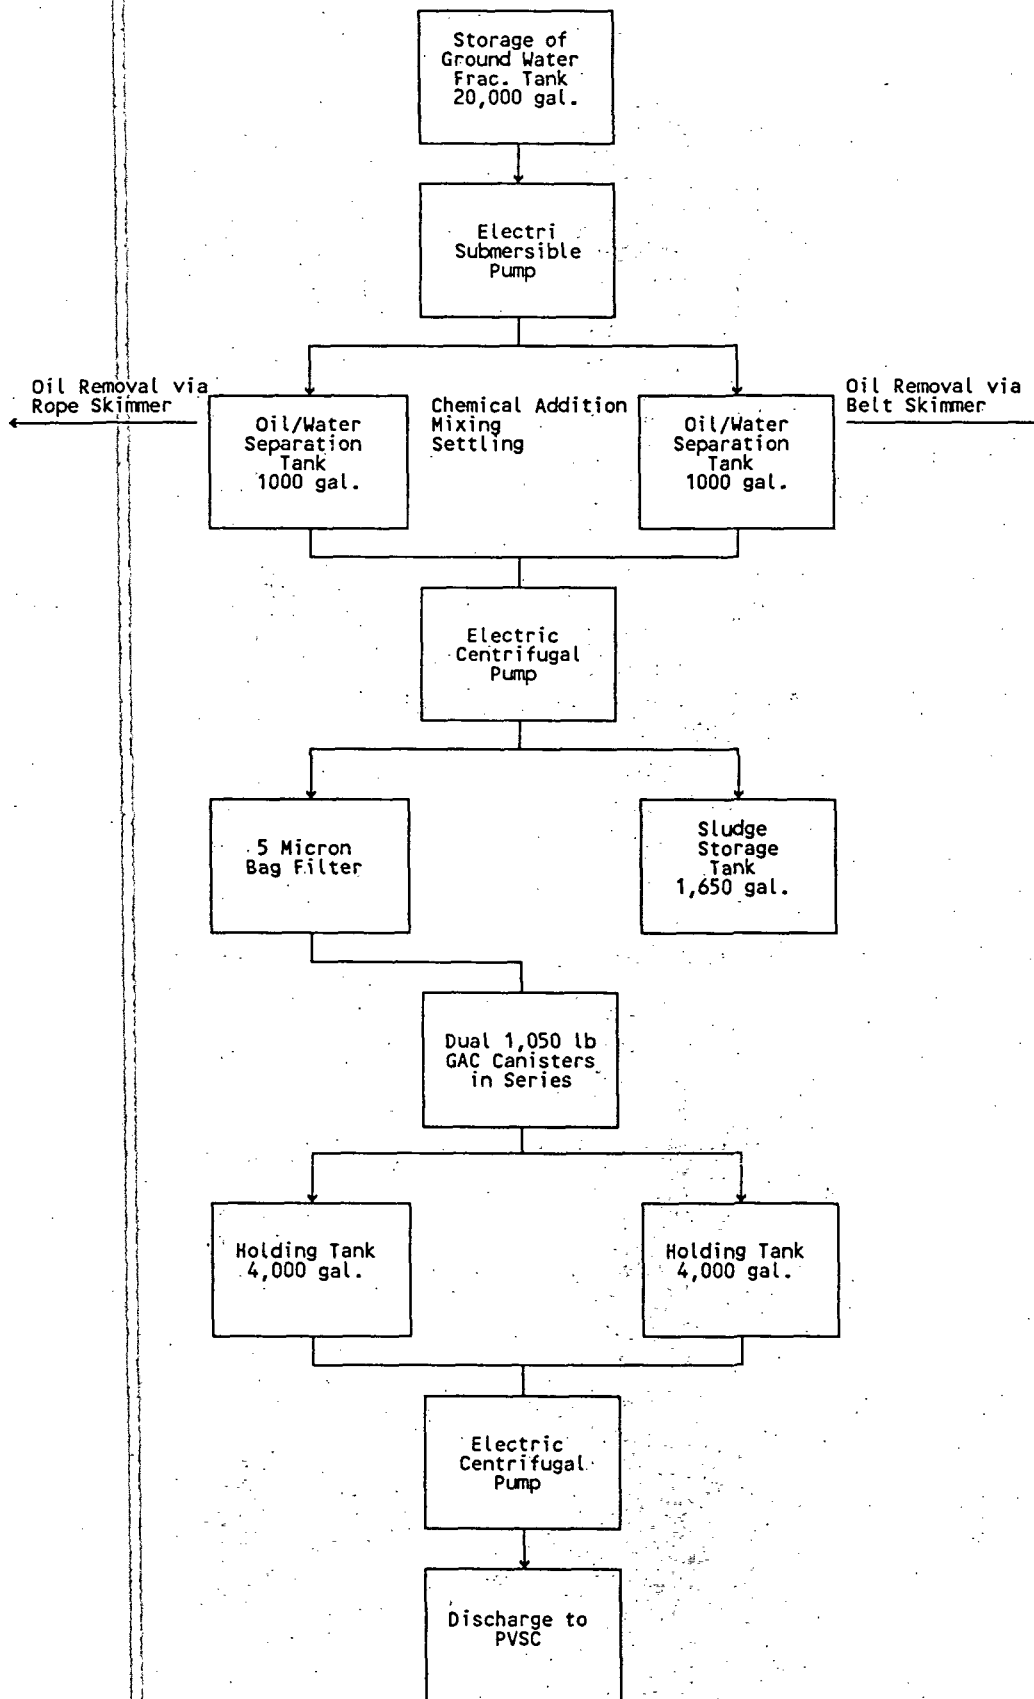 Storage of
Ground Water
Frac. Tank
20,000 gal.
Electri
Submersible
Pump
Oil Removal via
Rope Skimmer
Oil/Water
Separation
Tank
1000 gal.
Chemical Addition
Mixing
Settling
Oil/Water
Separation
Tank
1000 gal.
Oil Removal via
Belt Skimmer
Electric
Centrifugal
Pump
5 Micron
Bag Filter
Sludge
Storage
Tank
1,650 gal.
Dual 1,050 lb
GAC Canisters
in Series
Holding Tank
4,000 gal.
Holding Tank
4,000 gal.
Electric
Centrifugal
Pump
Discharge to
PVSC